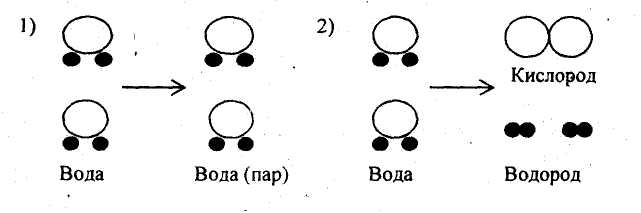 1)
2)
Кислород
Вода
Вода (пар)
Вода
Водород